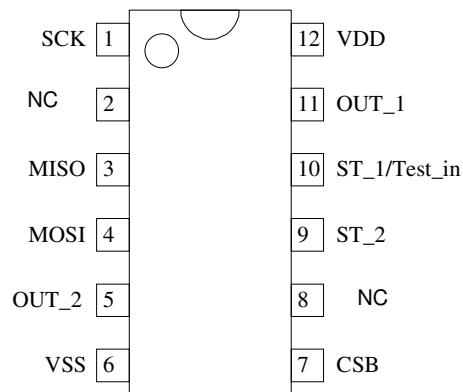 SCK 1 12 VDD
NC 2 11 OUT_1
MISO 3 10 ST_1/Test_in
MOSI 4 9 ST_2
OUT_2 5 8 NC
VSS 6 7 CSB